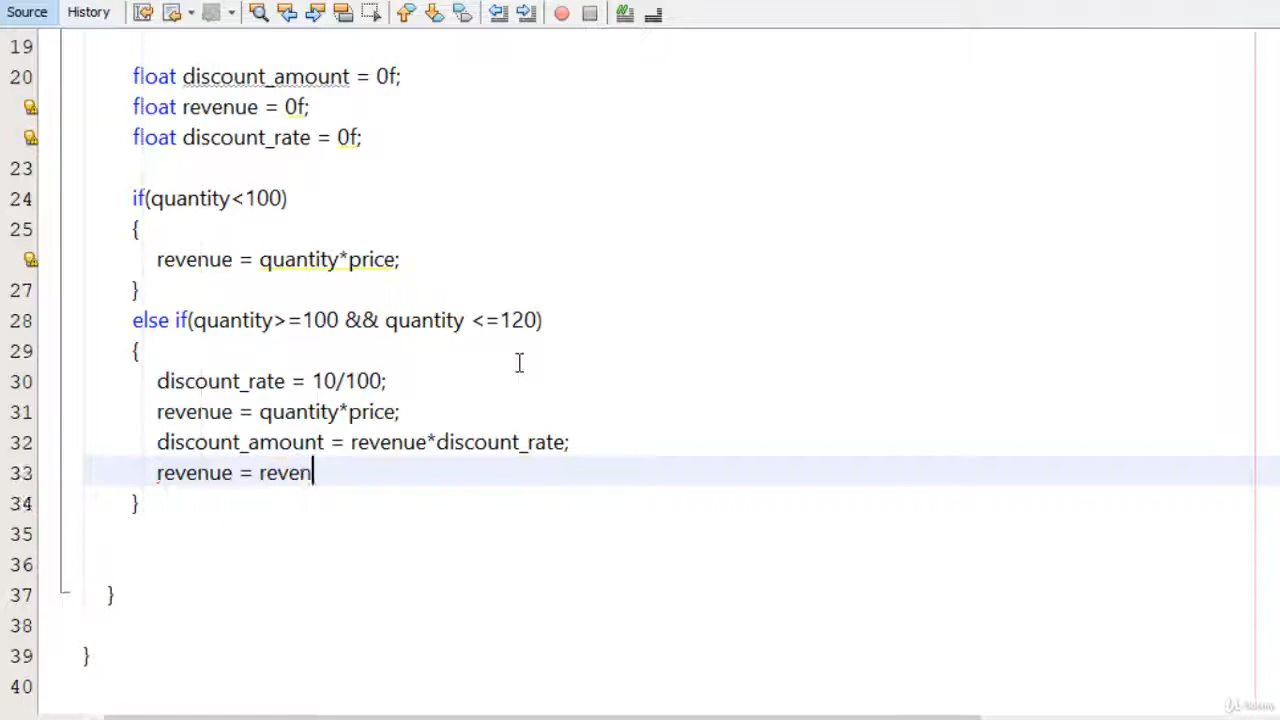 Source History
19
20 float discount_amount = 0f;
float revenue = 0f;
float discount_rate = 0f;
23
24 if(quantity<100)
25 {
revenue = quantity*price;
27 }
28 else if(quantity>=100 && quantity <=120)
29 {
30 discount_rate = 10/100;
31 revenue = quantity*price;
32 discount_amount = revenue*discount_rate;
33 revenue = reven
34 }
35
36
37 }
38
39 }
40
Udemy